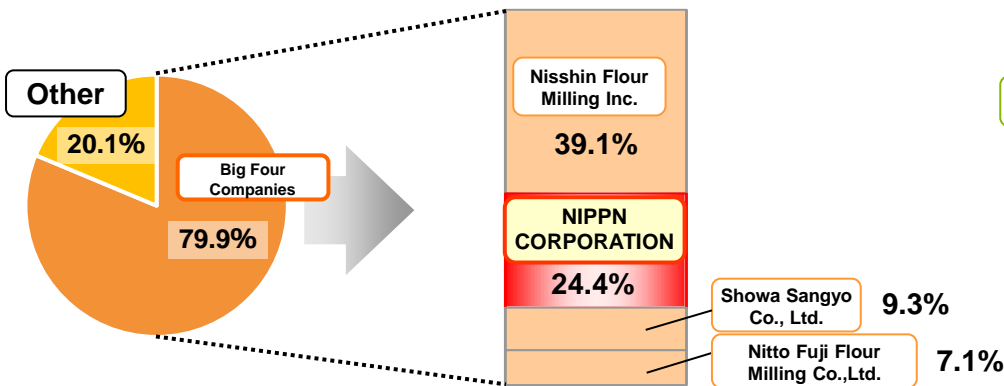 Other
20.1%
Big Four
Companies
79.9%
Nisshin Flour
Milling Inc.
39.1%
NIPPN
CORPORATION
24.4%
Showa Sangyo
Co., Ltd.
9.3%
Nitto Fuji Flour
Milling Co.,Ltd.
7.1%